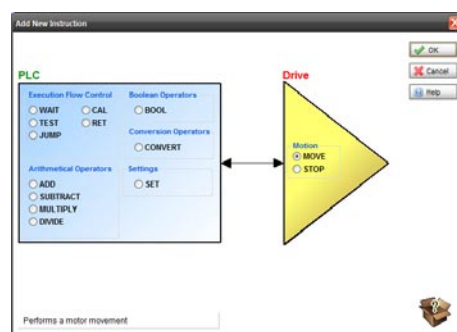 Add New Instruction
OK
Cancel
Help
PLC
Drive
Execution Flow Control
WAIT
CAL
TEST
RET
JUMP
Boolean Operators
BOOL
Conversion Operators
CONVERT
Arithmetical Operators
ADD
SUBTRACT
MULTIPLY
DIVIDE
Settings
SET
Motion
MOVE
STOP
Performs a motor movement